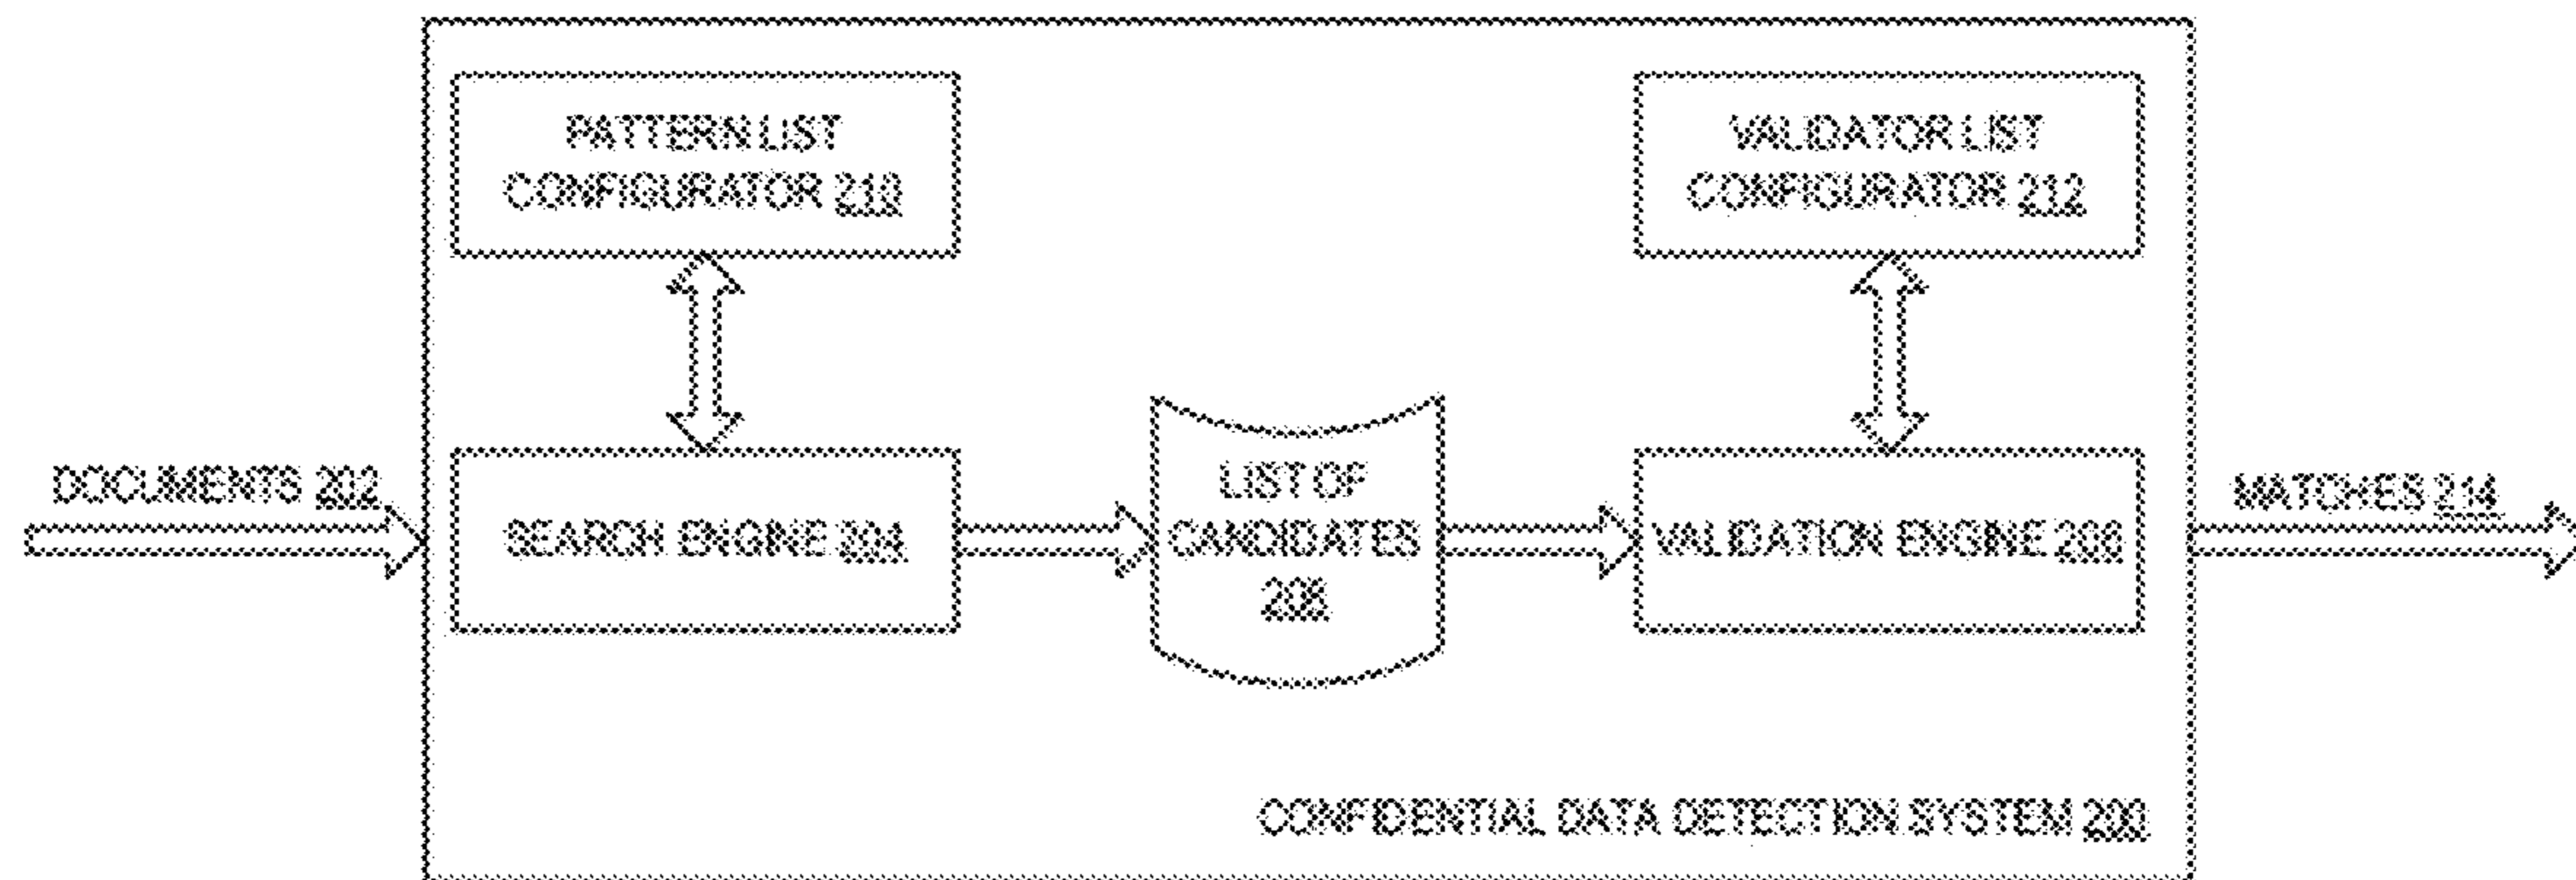 PATTERN LIST
CONFIGURATOR 210
VALIDATOR LIST
CONFIGURATOR 212
DOCUMENTS 202
SEARCH ENGINE 204
LIST OF
CANDIDATES
208
VALIDATION ENGINE 206
MATCHES 214
CONFIDENTIAL DATA DETECTION SYSTEM 200